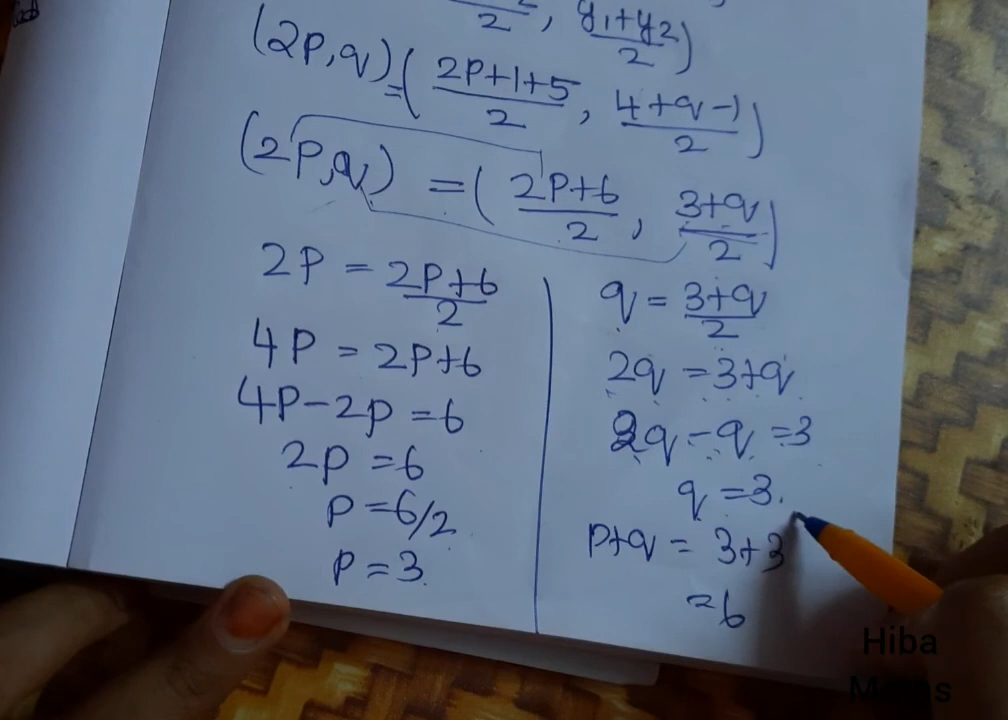 2, y₁+y₂/2)
(2P,q)=(2P+1+5/2, 4+q-1/2)
(2P,q) = (2P+6/2, 3+q/2)
2P = 2P+6/2
4P = 2P+6
4P-2P = 6
2P = 6
P = 6/2
P = 3.
q = 3+q/2
2q = 3+q
2q - q = 3
q = 3.
P+q = 3+3
= 6
Hiba